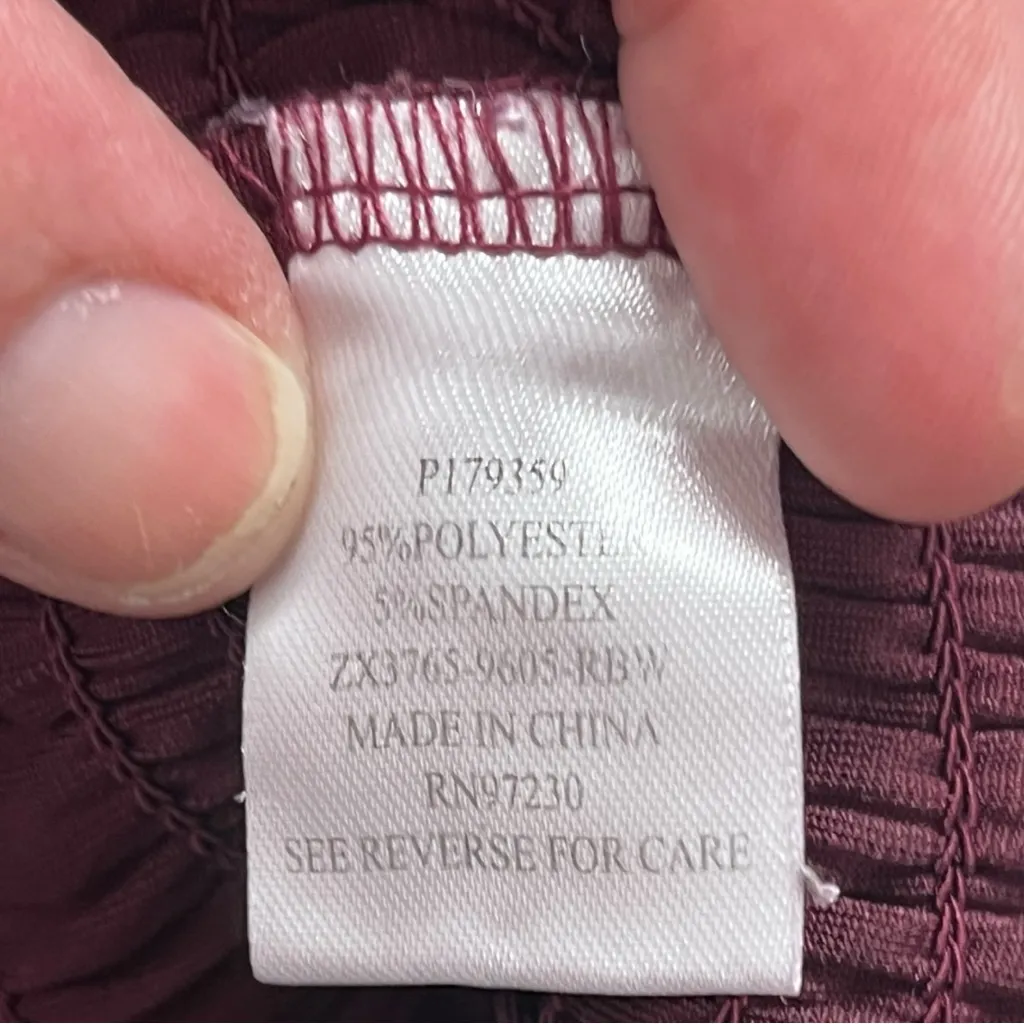 P179359
95%POLYESTER
5%SPANDEX
ZX3765-9605-RBW
MADE IN CHINA
RN97230
SEE REVERSE FOR CARE